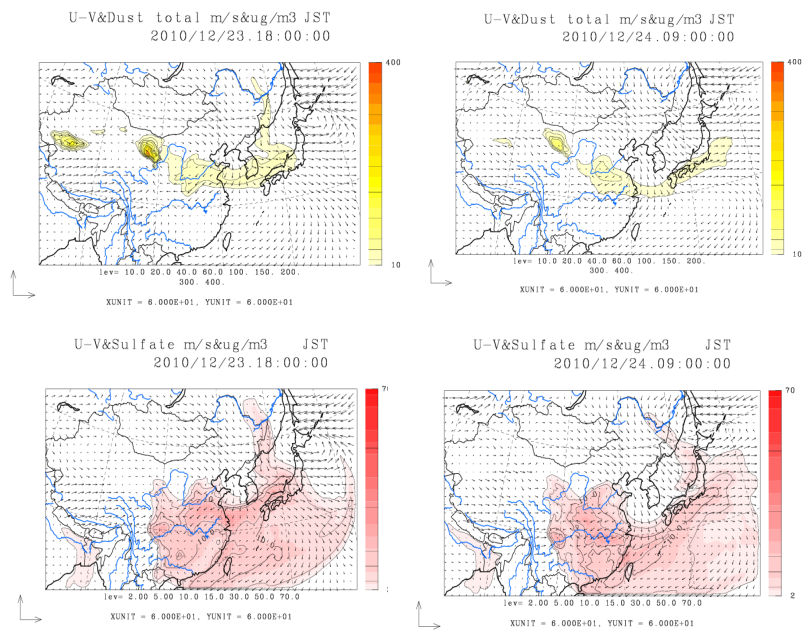 U-V&Dust total m/s&ug/m3 JST
2010/12/23.18:00:00
400
10
lev= 10.0 20.0 40.0 60.0 100. 150. 200.
300. 400.
XUNIT = 6.000E+01, YUNIT = 6.000E+01
U-V&Dust total m/s&ug/m3 JST
2010/12/24.09:00:00
400
10
lev= 10.0 20.0 40.0 60.0 100. 150. 200.
300. 400.
XUNIT = 6.000E+01, YUNIT = 6.000E+01
U-V&Sulfate m/s&ug/m3 JST
2010/12/23.18:00:00
lev= 2.00 5.00 10.0 15.0 30.0 50.0 70.0
XUNIT = 6.000E+01, YUNIT = 6.000E+01
U-V&Sulfate m/s&ug/m3 JST
2010/12/24.09:00:00
70
2
lev= 2.00 5.00 10.0 15.0 30.0 50.0 70.0
XUNIT = 6.000E+01, YUNIT = 6.000E+01